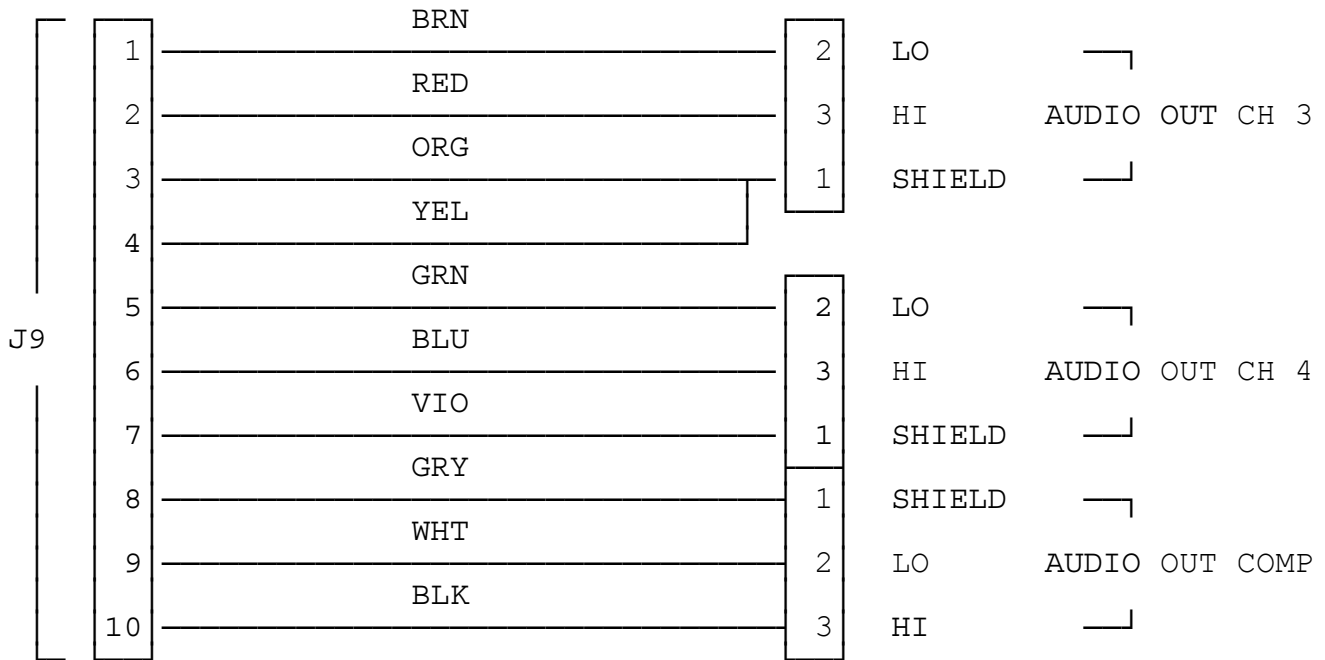 BRN
1 2 LO
RED
2 3 HI AUDIO OUT CH 3
ORG
3 1 SHIELD
YEL
4
GRN
5 2 LO
J9 BLU
6 3 HI AUDIO OUT CH 4
VIO
7 1 SHIELD
GRY
8 1 SHIELD
WHT
9 2 LO AUDIO OUT COMP
BLK
10 3 HI